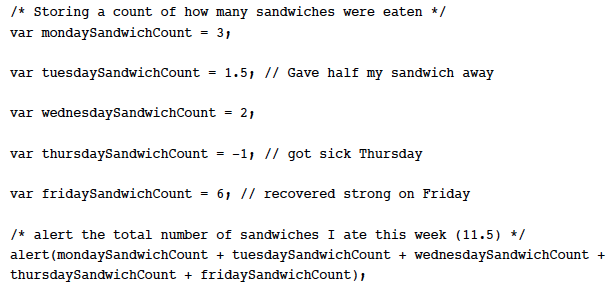 /* Storing a count of how many sandwiches were eaten */
var mondaySandwichCount = 3;
var tuesdaySandwichCount = 1.5; // Gave half my sandwich away
var wednesdaySandwichCount = 2;
var thursdaySandwichCount = -1; // got sick Thursday
var fridaySandwichCount = 6; // recovered strong on Friday
/* alert the total number of sandwiches I ate this week (11.5) */
alert(mondaySandwichCount + tuesdaySandwichCount + wednesdaySandwichCount +
thursdaySandwichCount + fridaySandwichCount);